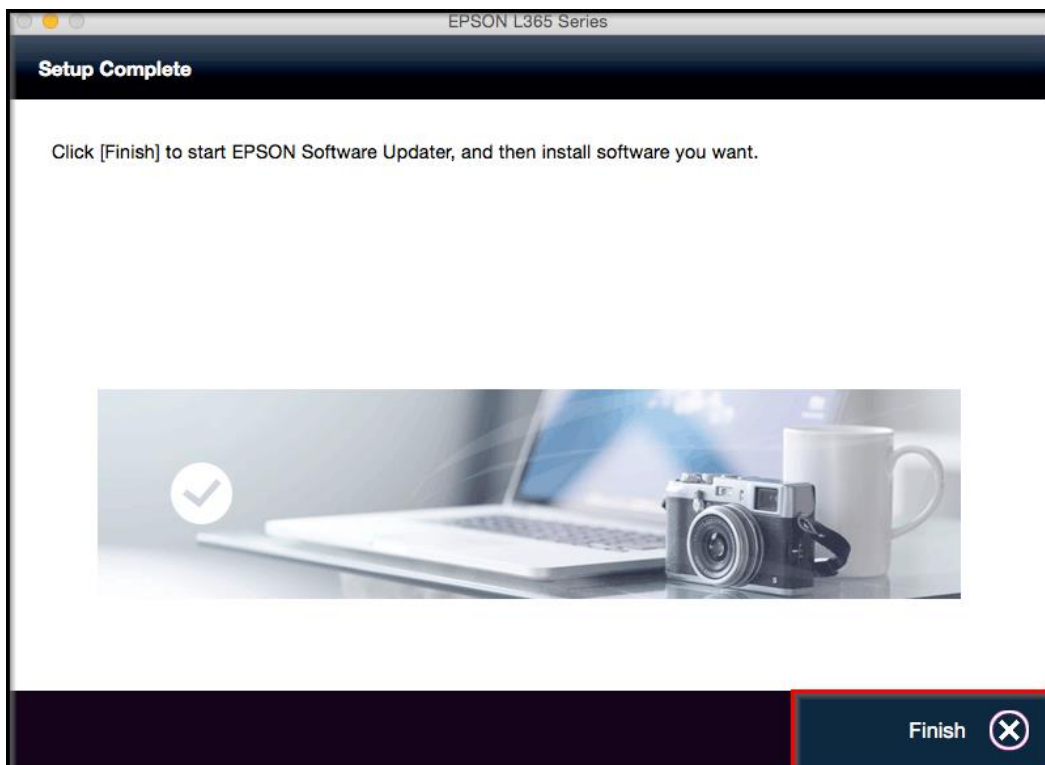 EPSON L365 Series
Setup Complete
Click [Finish] to start EPSON Software Updater, and then install software you want.
Finish